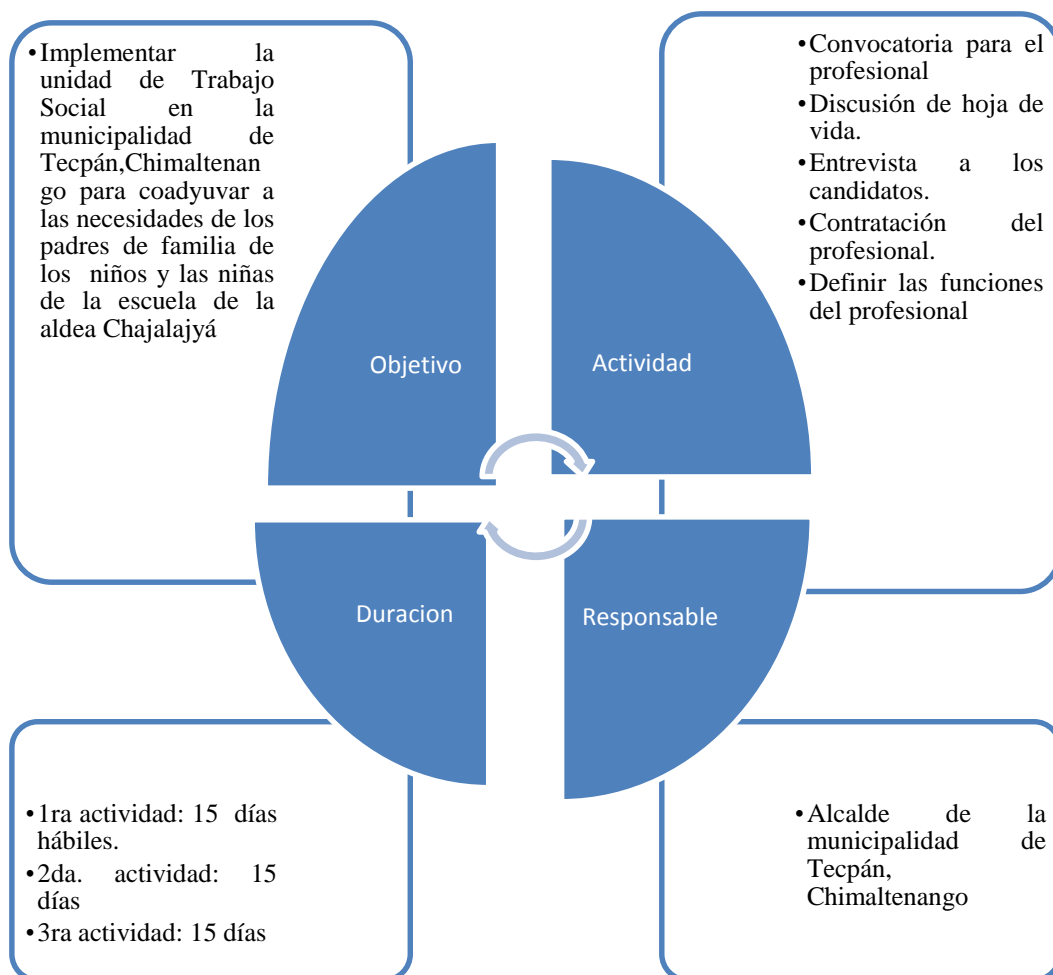 •Implementar la
unidad de Trabajo
Social en la
municipalidad de
Tecpán,Chimaltenan
go para coadyuvar a
las necesidades de los
padres de familia de
los niños y las niñas
de la escuela de la
aldea Chajalajyá
•Convocatoria para el
profesional
•Discusión de hoja de
vida.
•Entrevista a los
candidatos.
•Contratación del
profesional.
•Definir las funciones
del profesional
Objetivo
Actividad
Duracion
Responsable
•1ra actividad: 15 días
hábiles.
•2da. actividad: 15
días
•3ra actividad: 15 días
•Alcalde de la
municipalidad de
Tecpán,
Chimaltenango